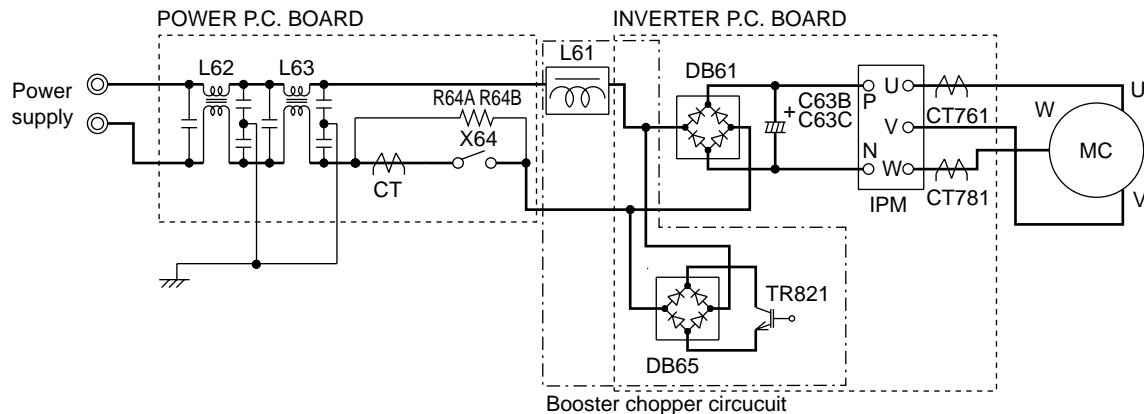 POWER P.C. BOARD
INVERTER P.C. BOARD
L61
L62
L63
DB61
Power
supply
R64A R64B
X64
CT
+
C63B
C63C
P
N
U
V
W
IPM
CT761
CT781
U
W
MC
V
TR821
DB65
Booster chopper circucuit